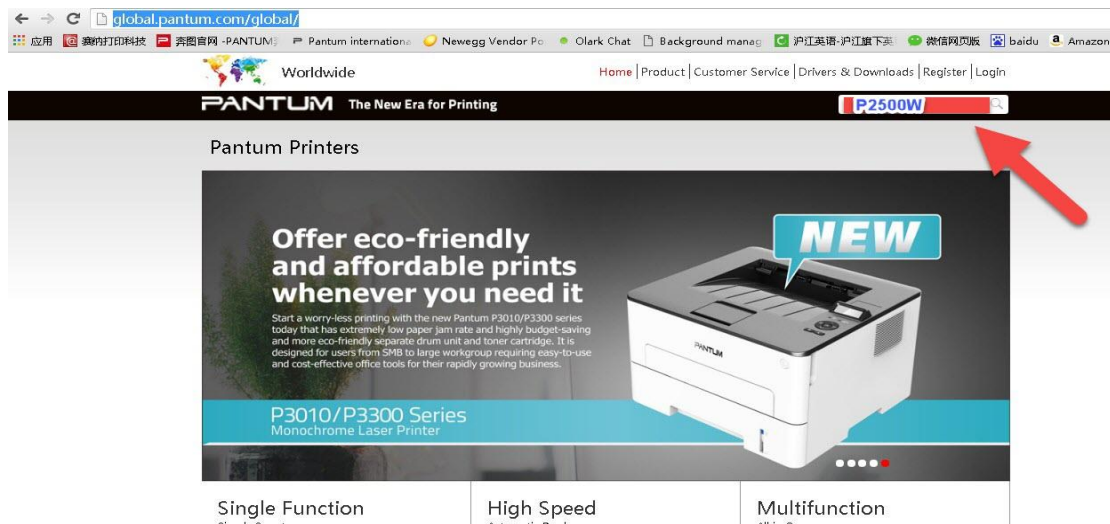 global.pantum.com/global/
应用 赛纳打印科技 奔图官网 -PANTUM Pantum internationa Newegg Vendor Po Olark Chat Background manag 沪江英语-沪江旗下英 微信网页版 baidu Amazon
Worldwide
Home | Product | Customer Service | Drivers & Downloads | Register | Login
PANTUM The New Era for Printing
P2500W
Pantum Printers
NEW
Offer eco-friendly
and affordable prints
whenever you need it
Start a worry-less printing with the new Pantum P3010/P3300 series
today that has extremely low paper jam rate and highly budget-saving
and more eco-friendly separate drum unit and toner cartridge. It is
designed for users from SMB to large workgroup requiring easy-to-use
and cost-effective office tools for their rapidly growing business.
PANTUM
P3010/P3300 Series
Monochrome Laser Printer
Single Function High Speed Multifunction